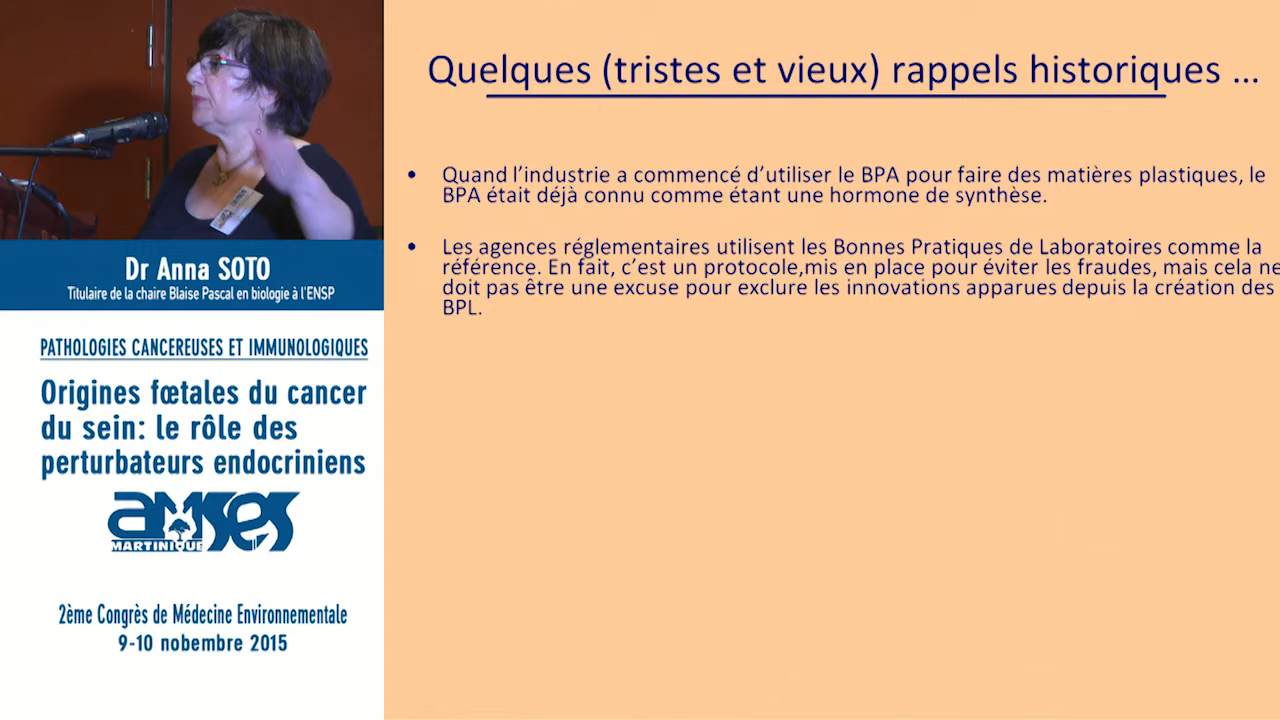 Dr Anna SOTO
Titulaire de la chaire Blaise Pascal en biologie à l'ENSP
PATHOLOGIES CANCEREUSES ET IMMUNOLOGIQUES
Origines fœtales du cancer
du sein: le rôle des
perturbateurs endocriniens
amses
MARTINIQUE
2ème Congrès de Médecine Environnementale
9-10 nobembre 2015
Quelques (tristes et vieux) rappels historiques ...
• Quand l’industrie a commencé d’utiliser le BPA pour faire des matières plastiques, le
BPA était déjà connu comme étant une hormone de synthèse.
• Les agences réglementaires utilisent les Bonnes Pratiques de Laboratoires comme la
référence. En fait, c’est un protocole,mis en place pour éviter les fraudes, mais cela ne
doit pas être une excuse pour exclure les innovations apparues depuis la création des
BPL.